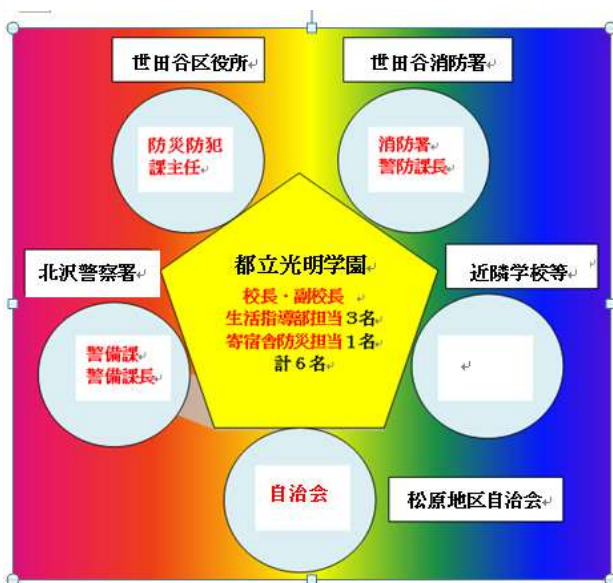 世田谷区役所
世田谷消防署
防災防犯
課主任
消防署
警防課長
北沢警察署
都立光明学園
近隣学校等
校長・副校長
生活指導部担当3名
寄宿舎防災担当1名
計6名
警備課
警備課長
自治会
松原地区自治会